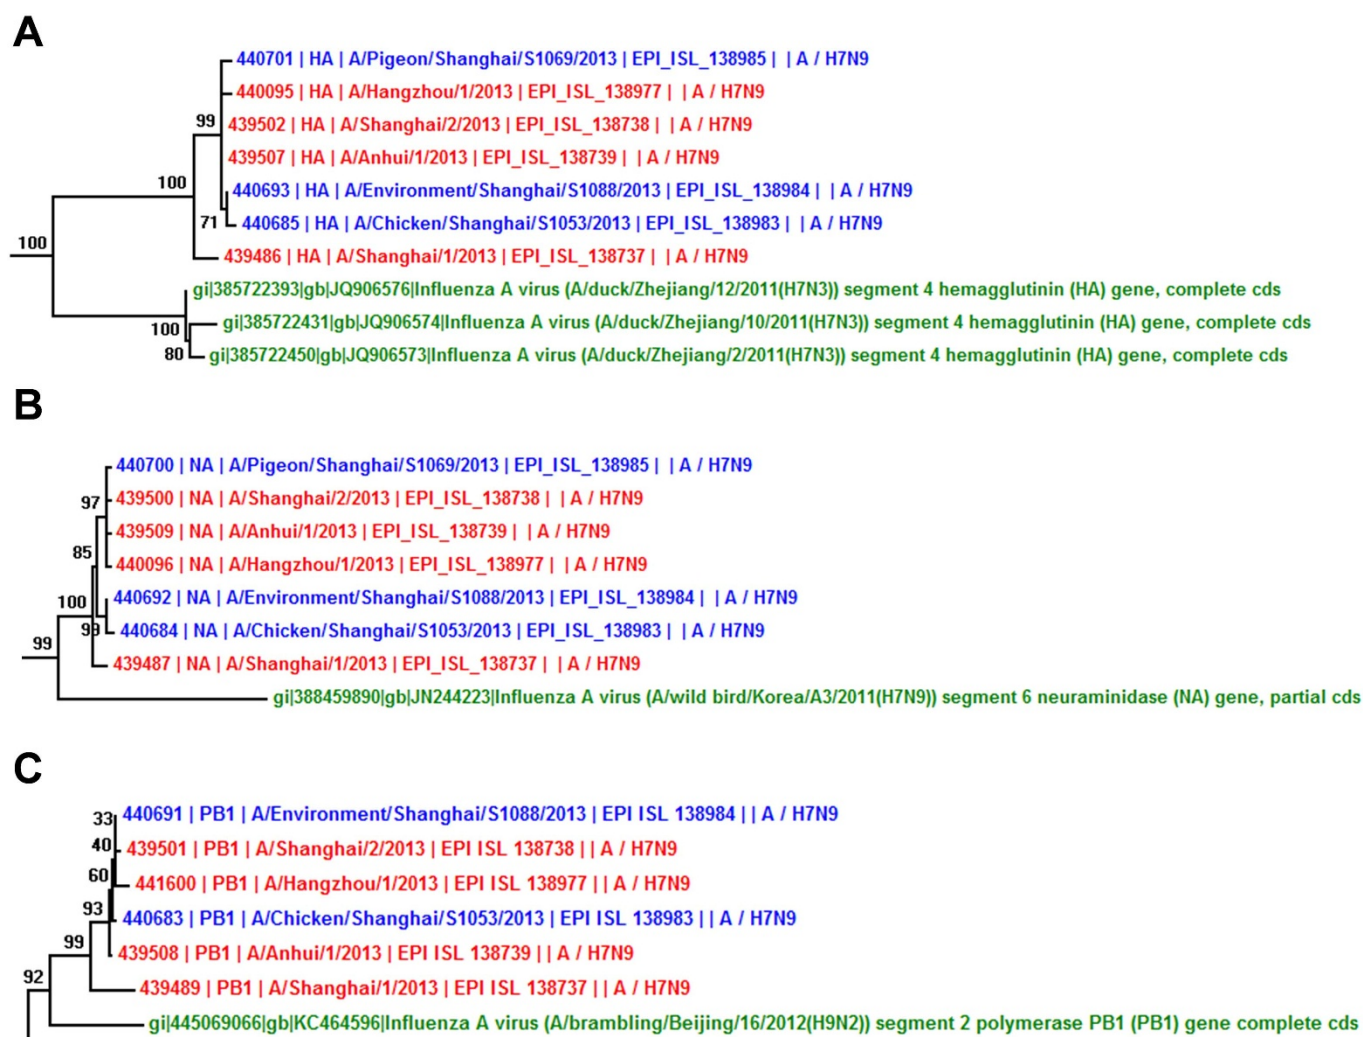 A
440701 | HA | A/Pigeon/Shanghai/S1069/2013 | EPI_ISL_138985 | | A / H7N9
440095 | HA | A/Hangzhou/1/2013 | EPI_ISL_138977 | | A / H7N9
99
439502 | HA | A/Shanghai/2/2013 | EPI_ISL_138738 | | A / H7N9
439507 | HA | A/Anhui/1/2013 | EPI_ISL_138739 | | A / H7N9
100
440693 | HA | A/Environment/Shanghai/S1088/2013 | EPI_ISL_138984 | | A / H7N9
71
440685 | HA | A/Chicken/Shanghai/S1053/2013 | EPI_ISL_138983 | | A / H7N9
100
439486 | HA | A/Shanghai/1/2013 | EPI_ISL_138737 | | A / H7N9
gi|385722393|gb|JQ906576|Influenza A virus (A/duck/Zhejiang/12/2011(H7N3)) segment 4 hemagglutinin (HA) gene, complete cds
100
gi|385722431|gb|JQ906574|Influenza A virus (A/duck/Zhejiang/10/2011(H7N3)) segment 4 hemagglutinin (HA) gene, complete cds
80
gi|385722450|gb|JQ906573|Influenza A virus (A/duck/Zhejiang/2/2011(H7N3)) segment 4 hemagglutinin (HA) gene, complete cds
B
440700 | NA | A/Pigeon/Shanghai/S1069/2013 | EPI_ISL_138985 | | A / H7N9
97
439500 | NA | A/Shanghai/2/2013 | EPI_ISL_138738 | | A / H7N9
439509 | NA | A/Anhui/1/2013 | EPI_ISL_138739 | | A / H7N9
85
440096 | NA | A/Hangzhou/1/2013 | EPI_ISL_138977 | | A / H7N9
100
440692 | NA | A/Environment/Shanghai/S1088/2013 | EPI_ISL_138984 | | A / H7N9
99
440684 | NA | A/Chicken/Shanghai/S1053/2013 | EPI_ISL_138983 | | A / H7N9
99
439487 | NA | A/Shanghai/1/2013 | EPI_ISL_138737 | | A / H7N9
gi|388459890|gb|JN244223|Influenza A virus (A/wild bird/Korea/A3/2011(H7N9)) segment 6 neuraminidase (NA) gene, partial cds
C
33
440691 | PB1 | A/Environment/Shanghai/S1088/2013 | EPI ISL 138984 | | A / H7N9
40
439501 | PB1 | A/Shanghai/2/2013 | EPI ISL 138738 | | A / H7N9
60
441600 | PB1 | A/Hangzhou/1/2013 | EPI ISL 138977 | | A / H7N9
93
440683 | PB1 | A/Chicken/Shanghai/S1053/2013 | EPI ISL 138983 | | A / H7N9
99
439508 | PB1 | A/Anhui/1/2013 | EPI ISL 138739 | | A / H7N9
92
439489 | PB1 | A/Shanghai/1/2013 | EPI ISL 138737 | | A / H7N9
gi|445069066|gb|KC464596|Influenza A virus (A/brambling/Beijing/16/2012(H9N2)) segment 2 polymerase PB1 (PB1) gene complete cds